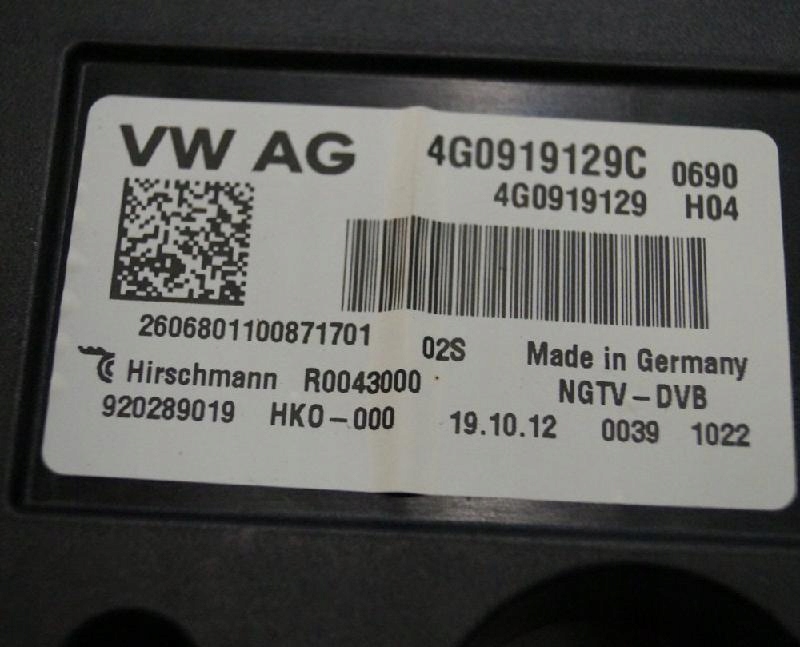 VW AG 4G0919129C 0690
4G0919129 H04
2606801100871701 02S Made in Germany
Hirschmann R0043000 NGTV-DVB
920289019 HKO-000 19.10.12 0039 1022